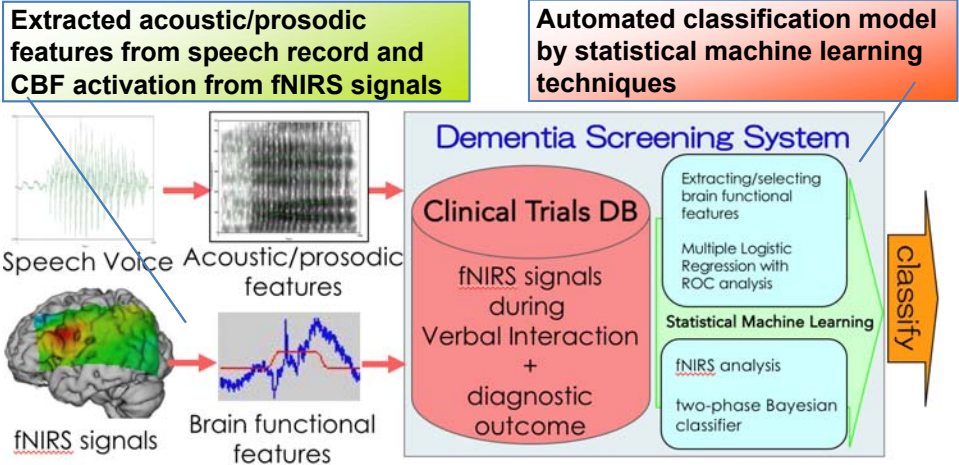 Extracted acoustic/prosodic
features from speech record and
CBF activation from fNIRS signals
Automated classification model
by statistical machine learning
techniques
Speech Voice
Acoustic/prosodic
features
fNIRS signals
Brain functional
features
Dementia Screening System
Clinical Trials DB
fNIRS signals
during
Verbal Interaction
+
diagnostic
outcome
Extracting/selecting
brain functional
features
Multiple Logistic
Regression with
ROC analysis
Statistical Machine Learning
fNIRS analysis
two-phase Bayesian
classifier
classify